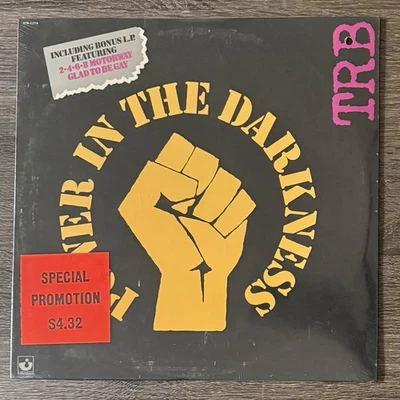 INCLUDING BONUS L.P.
FEATURING
2-4-6-8 MOTORWAY
GLAD TO BE GAY
TRB
POWER IN THE DARKNESS
SPECIAL
PROMOTION
$4.32